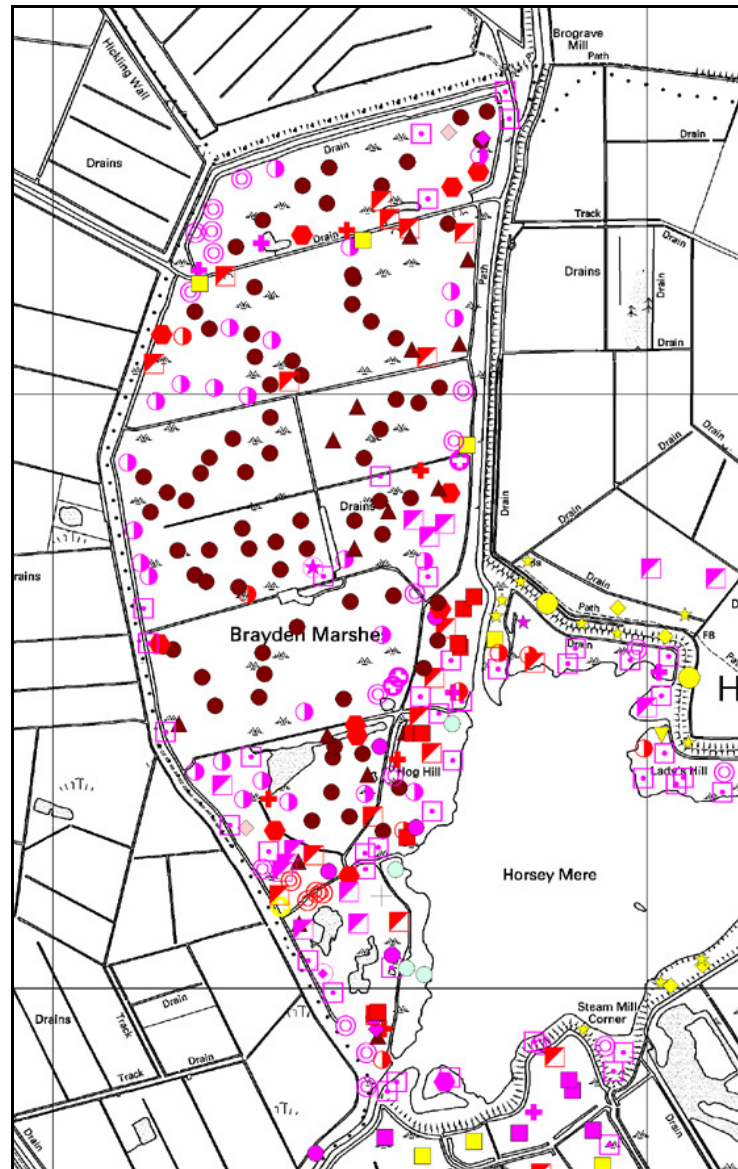 Brograve
Mill
Path
Hickling Wall
Drains
Drain
Drain
Track
Drain
Path
Drains
Drain
Drain
Drain
Drain
Drains
Drain
rains
Drain
Path
FB
Drain
Brayden Marshe
H
Hog Hill
Lady's Hill
Horsey Mere
Steam Mill
Corner
Drains
Track
Drain
Drain
Track
Drain
Drain